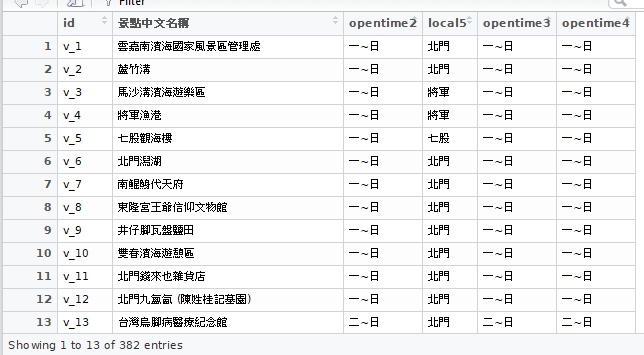 Filter
id 景點中文名稱 opentime2 local5 opentime3 opentime4
1 v_1 雲嘉南濱海國家風景區管理處 一~日 北門 一~日 一~日
2 v_2 蘆竹溝 一~日 北門 一~日 一~日
3 v_3 馬沙溝濱海遊樂區 一~日 將軍 一~日 一~日
4 v_4 將軍漁港 一~日 將軍 一~日 一~日
5 v_5 七股觀海樓 一~日 七股 一~日 一~日
6 v_6 北門潟湖 一~日 北門 一~日 一~日
7 v_7 南鯤鯓代天府 一~日 北門 一~日 一~日
8 v_8 東隆宮王爺信仰文物館 一~日 北門 一~日 一~日
9 v_9 井仔腳瓦盤鹽田 一~日 北門 一~日 一~日
10 v_10 雙春濱海遊憩區 一~日 北門 一~日 一~日
11 v_11 北門錢來也雜貨店 一~日 北門 一~日 一~日
12 v_12 北門九 (陳姓桂記墓園) 一~日 北門 一~日 一~日
13 v_13 台灣烏腳病醫療紀念館 二~日 北門 二~日 二~日
Showing 1 to 13 of 382 entries